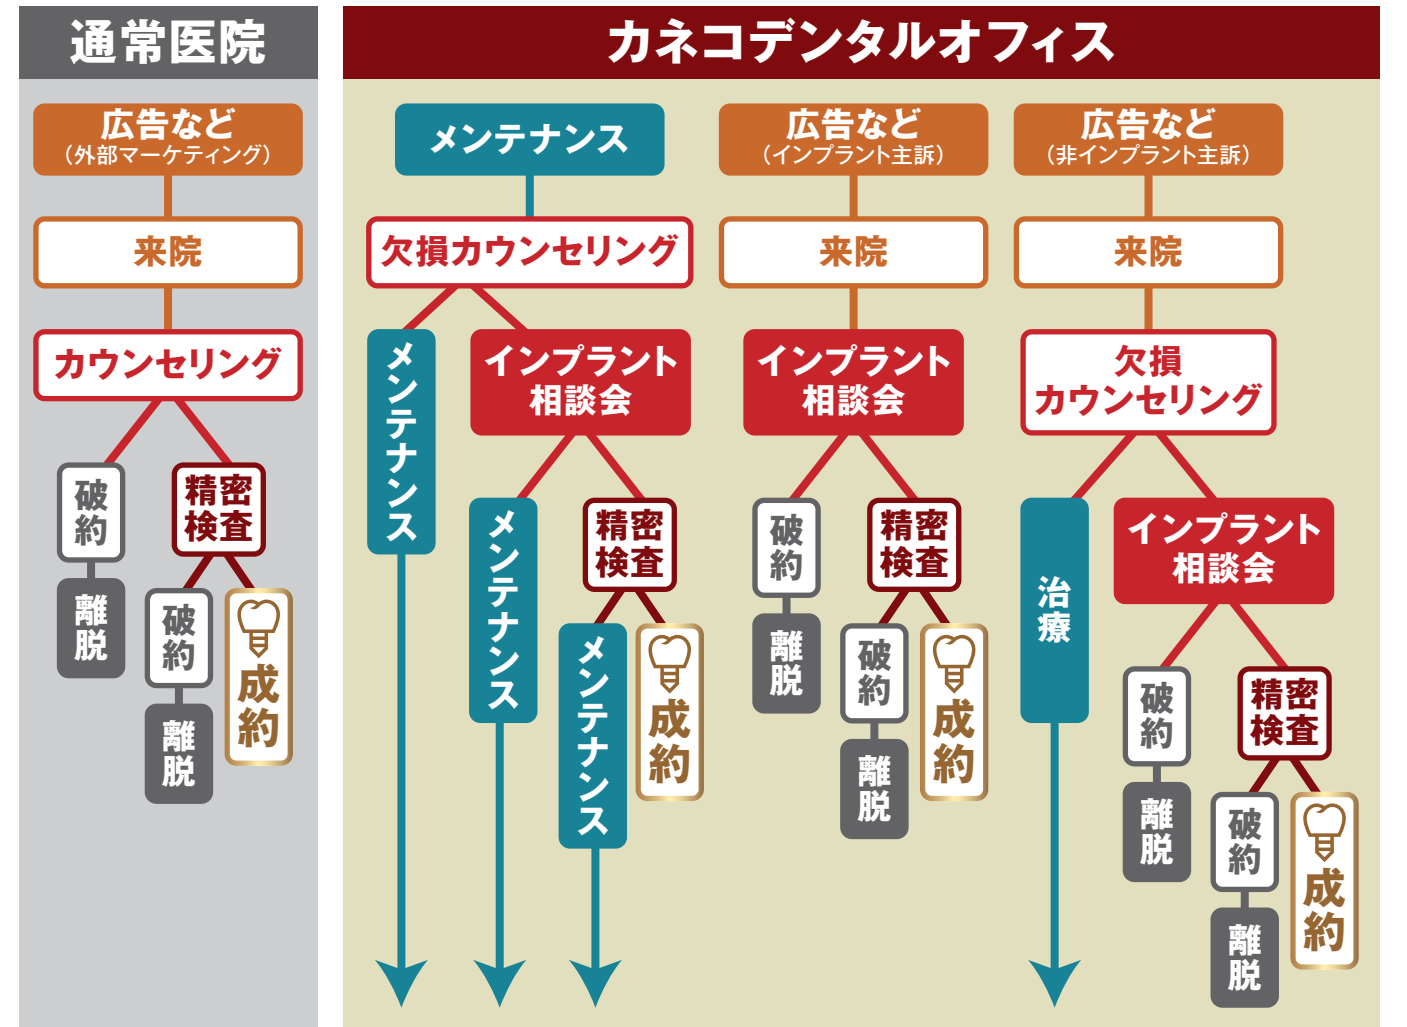 通常医院
広告など
（外部マーケティング）
来院
カウンセリング
破約
離脱
精密
検査
破約
離脱
成約
カネコデンタルオフィス
メンテナンス
欠損カウンセリング
メンテナンス
インプラント
相談会
メンテナンス
精密
検査
メンテナンス
成約
広告など
（インプラント主訴）
来院
インプラント
相談会
破約
離脱
精密
検査
破約
離脱
成約
広告など
（非インプラント主訴）
来院
欠損
カウンセリング
治療
インプラント
相談会
破約
離脱
精密
検査
破約
離脱
成約